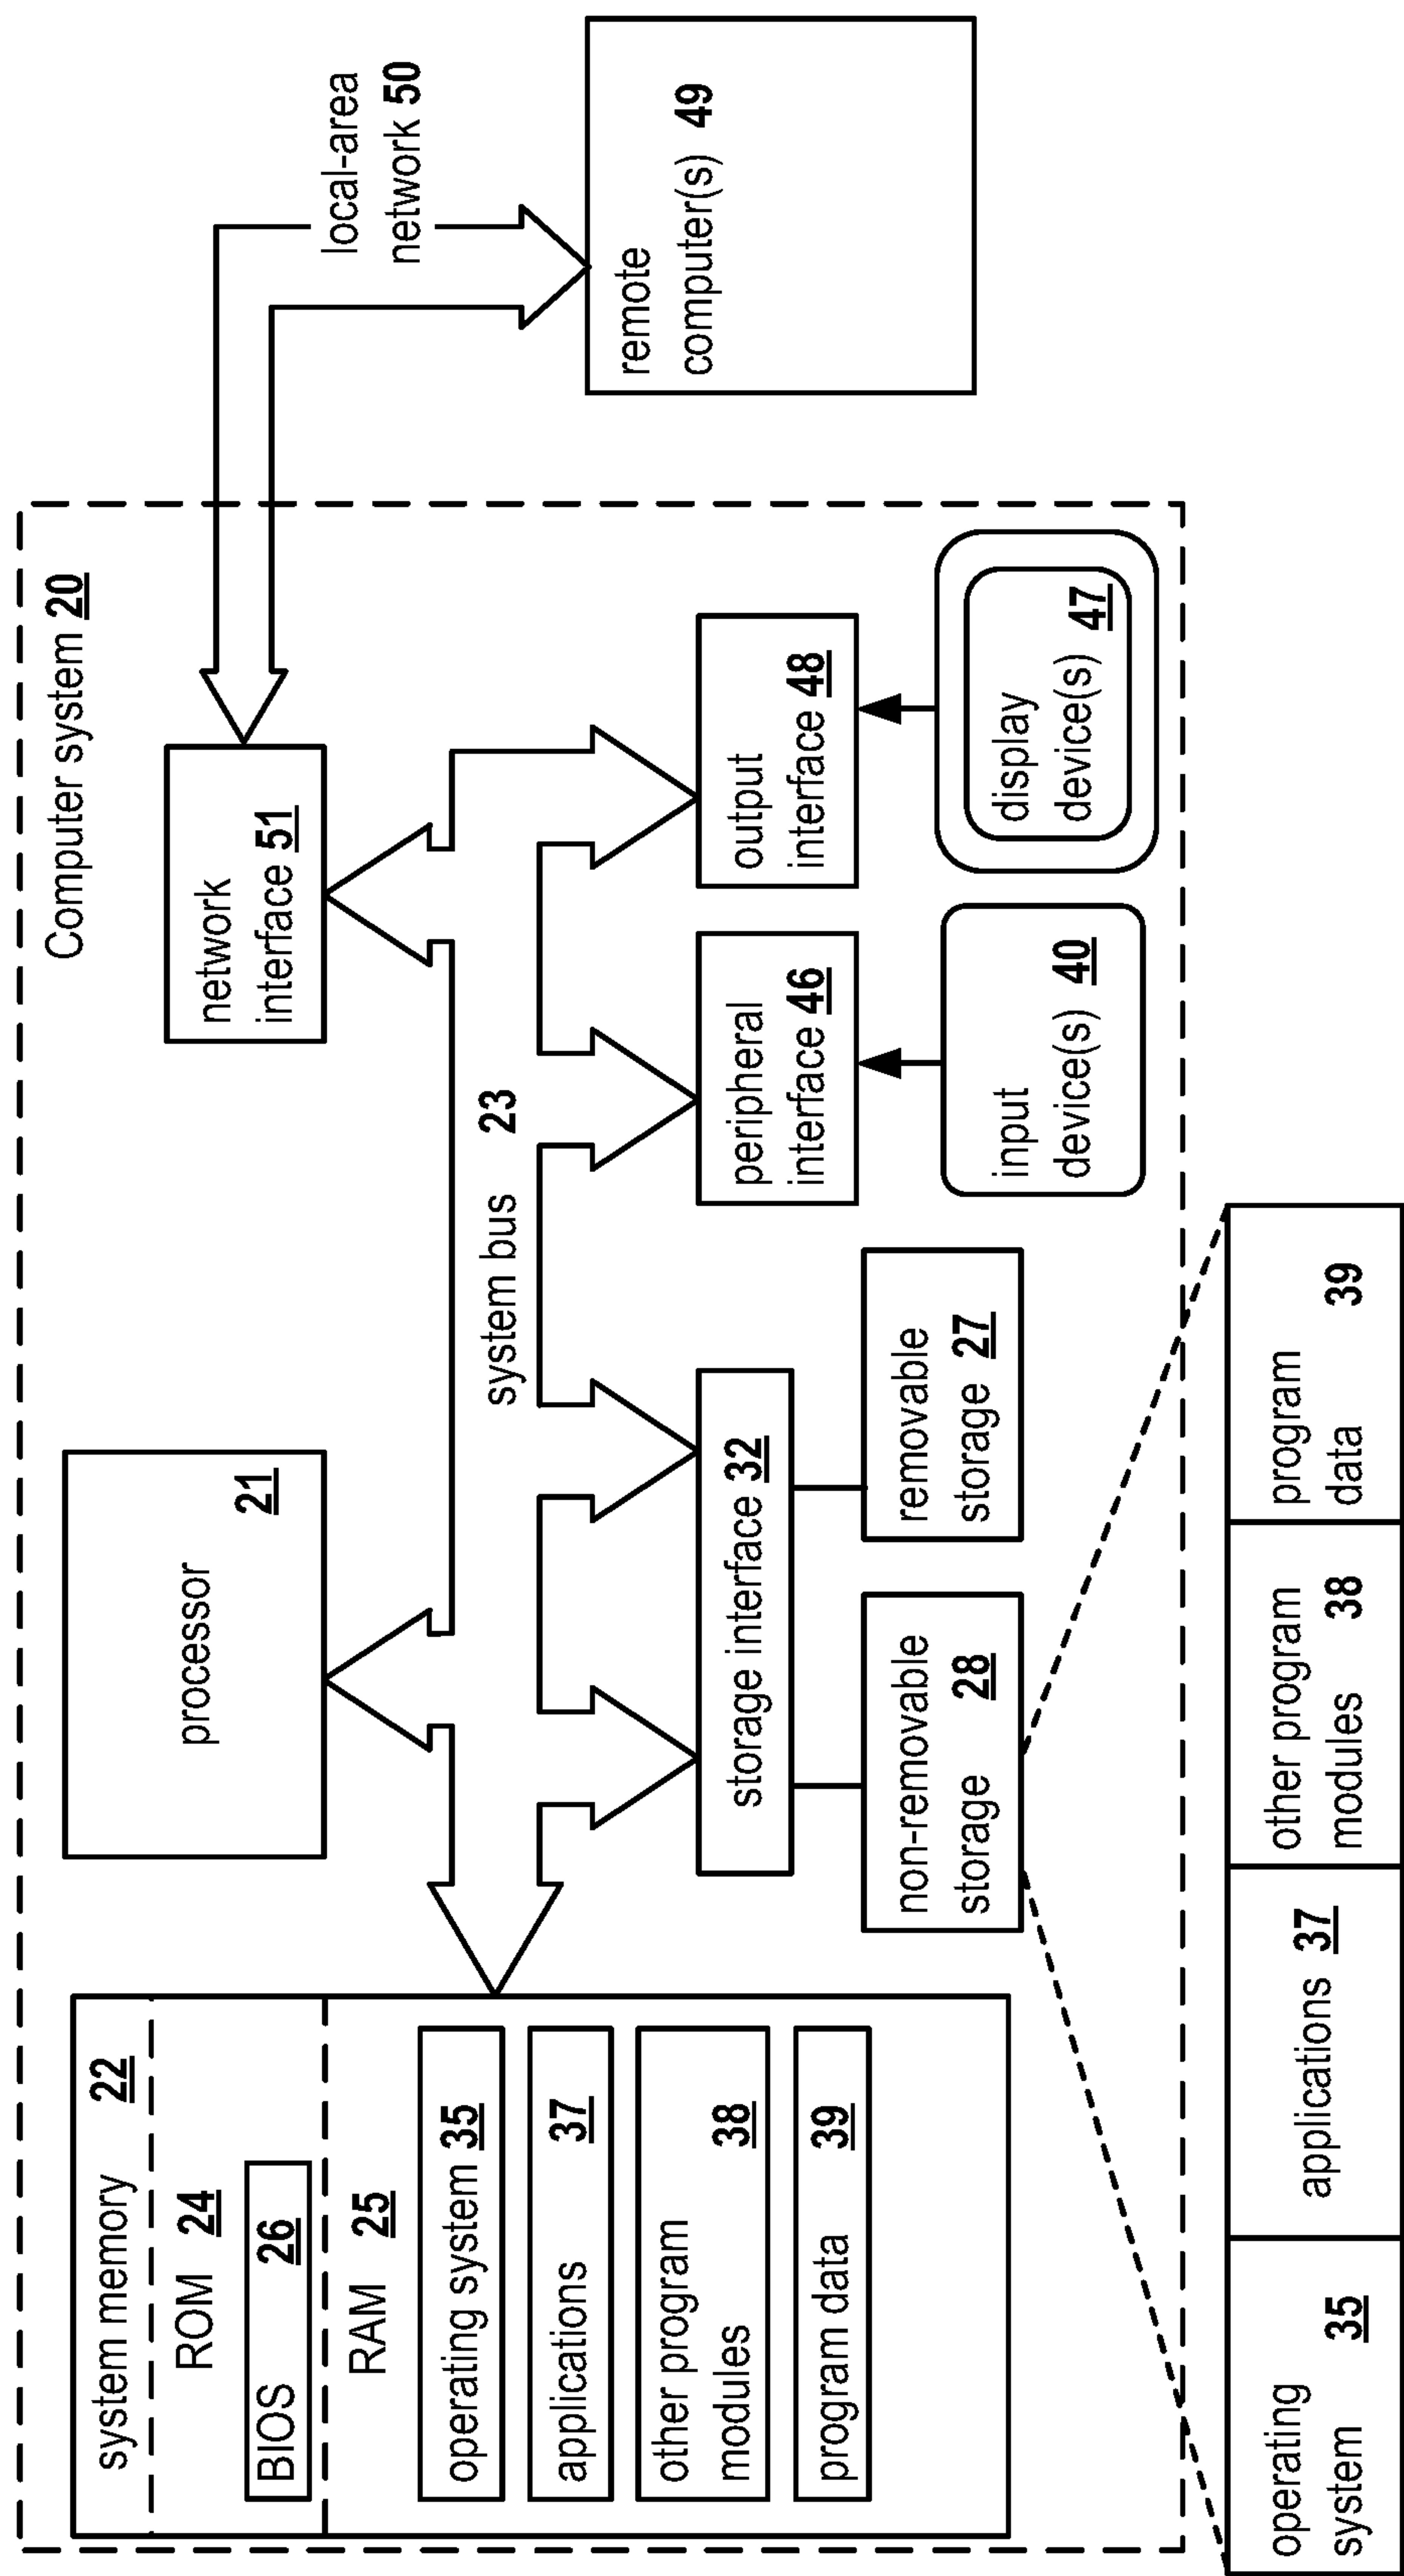 Computer system 20
system memory 22
ROM 24
BIOS 26
RAM 25
operating system 35
applications 37
other program
modules 38
program data 39
processor 21
system bus 23
network
interface 51
local-area
network 50
storage interface 32
non-removable
storage 28
removable
storage 27
peripheral
interface 46
output
interface 48
input
device(s) 40
display
device(s) 47
remote
computer(s) 49
operating
system 35
applications 37
other program
modules 38
program
data 39